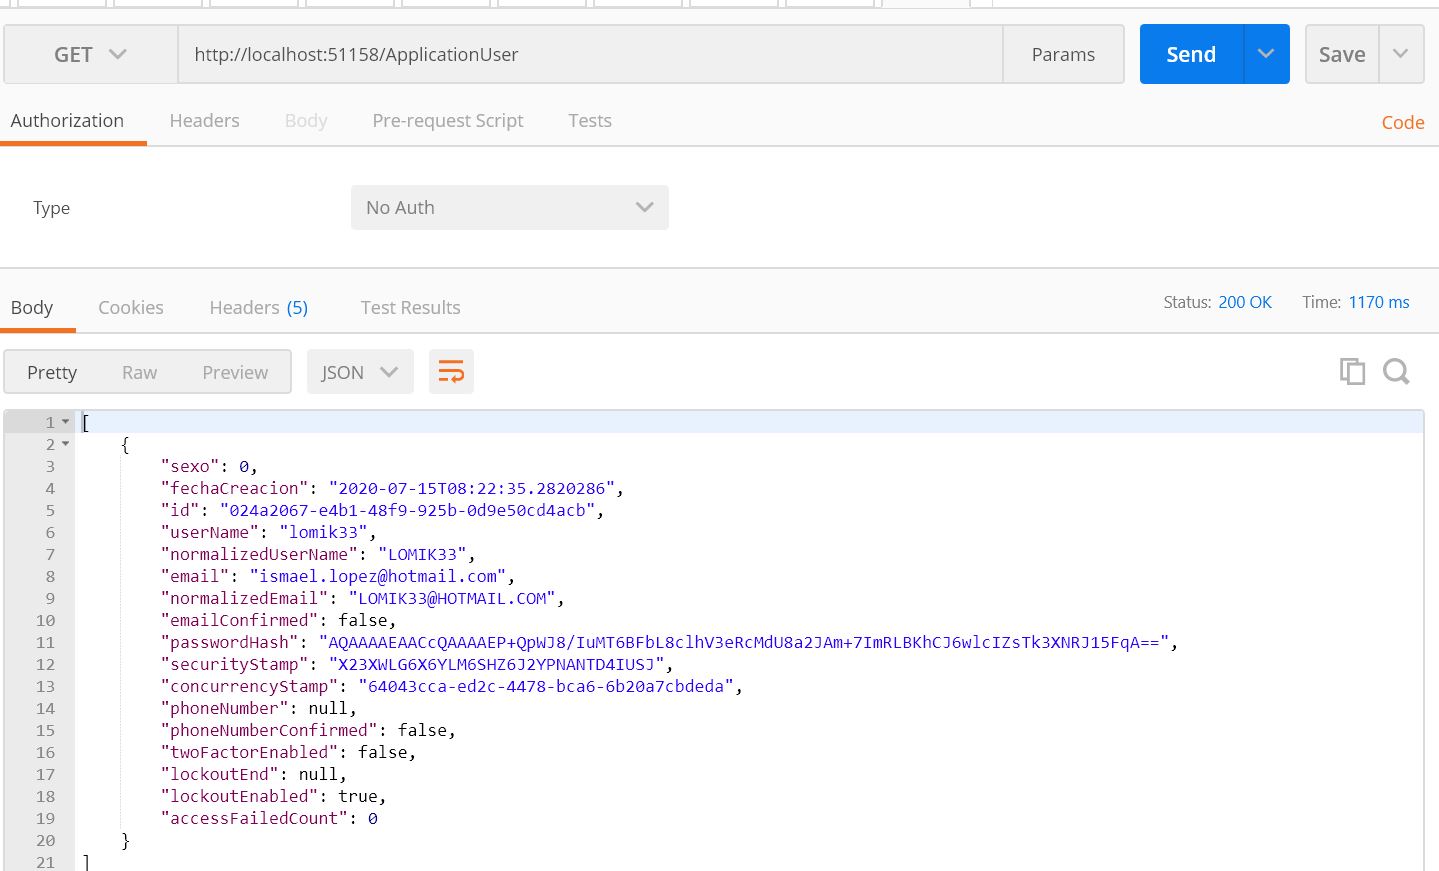 GET http://localhost:51158/ApplicationUser Params Send Save
Authorization Headers Body Pre-request Script Tests Code
Type No Auth
Body Cookies Headers (5) Test Results Status: 200 OK Time: 1170 ms
Pretty Raw Preview JSON
1 [
2 {
3 "sexo": 0,
4 "fechaCreacion": "2020-07-15T08:22:35.2820286",
5 "id": "024a2067-e4b1-48f9-925b-0d9e50cd4acb",
6 "userName": "lomik33",
7 "normalizedUserName": "LOMIK33",
8 "email": "ismael.lopez@hotmail.com",
9 "normalizedEmail": "LOMIK33@HOTMAIL.COM",
10 "emailConfirmed": false,
11 "passwordHash": "AQAAAAEAACcQAAAAEP+QpWJ8/IuMT6BFbL8clhV3eRcMdU8a2JAm+7ImRLBKhCJ6wlcIZsTk3XNRJ15FqA==",
12 "securityStamp": "X23XWLG6X6YLM6SHZ6J2YPNANTD4IUSJ",
13 "concurrencyStamp": "64043cca-ed2c-4478-bca6-6b20a7cbdeda",
14 "phoneNumber": null,
15 "phoneNumberConfirmed": false,
16 "twoFactorEnabled": false,
17 "lockoutEnd": null,
18 "lockoutEnabled": true,
19 "accessFailedCount": 0
20 }
21 ]